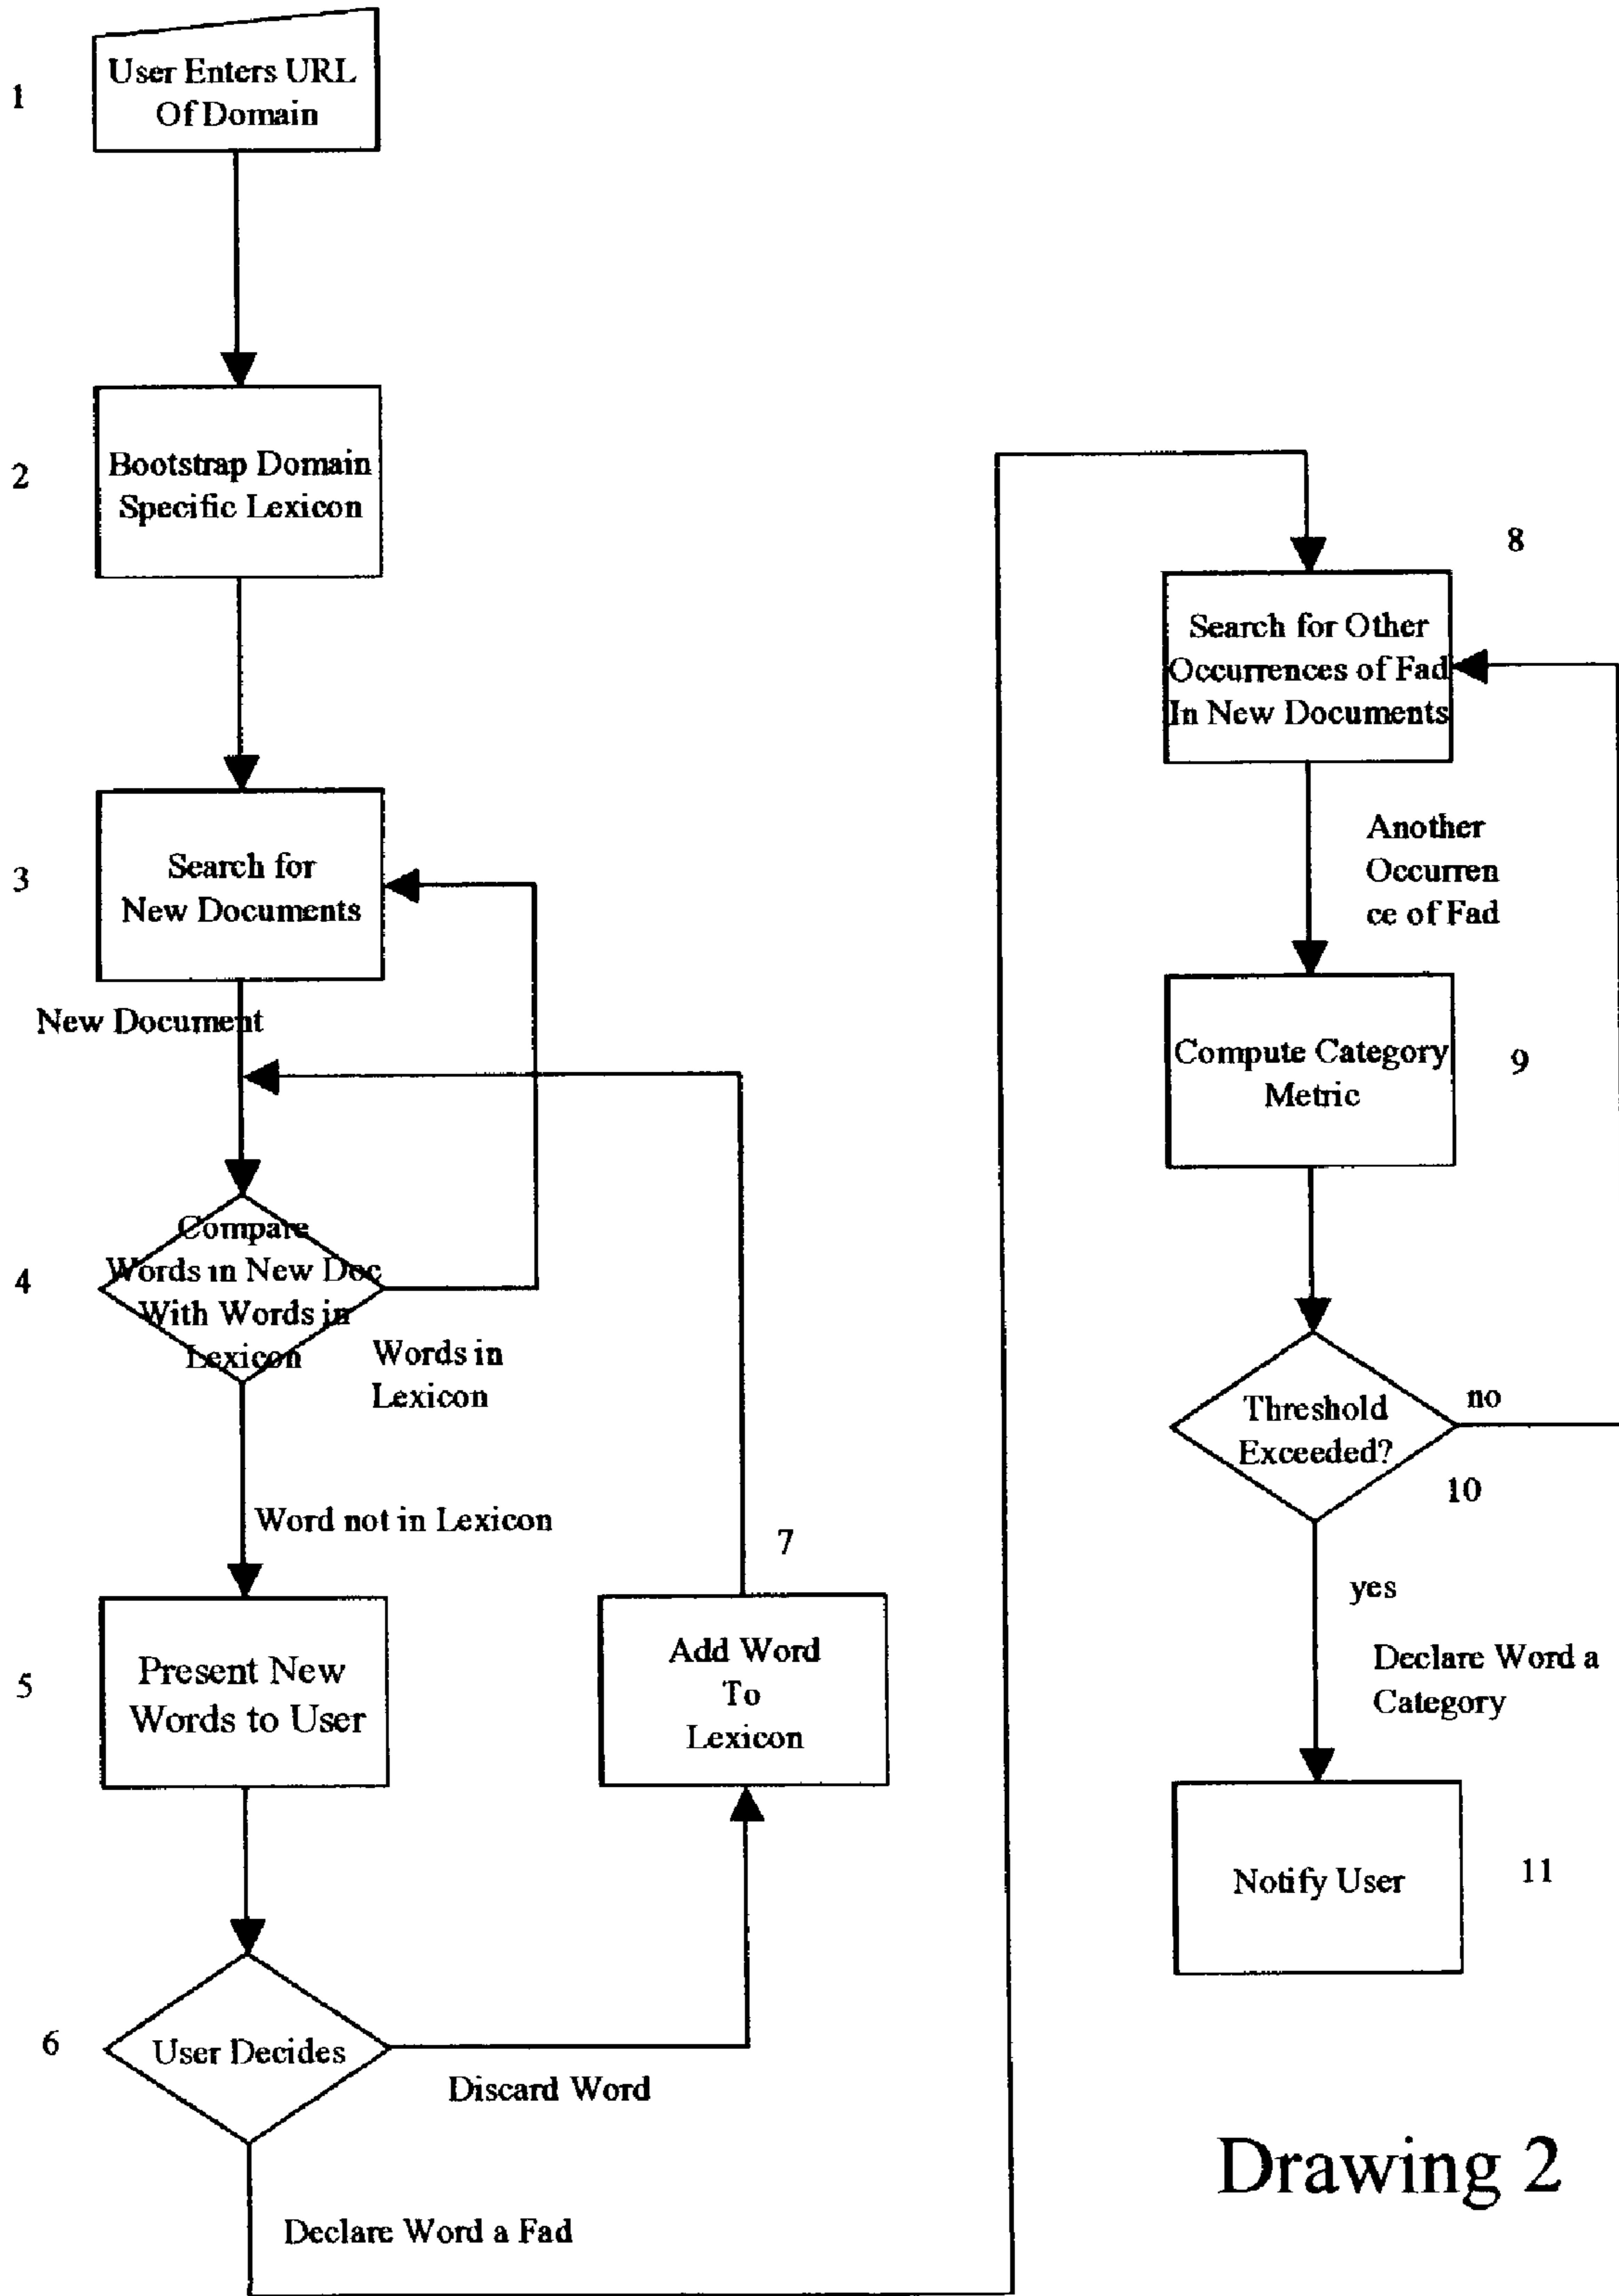 1
User Enters URL
Of Domain
2
Bootstrap Domain
Specific Lexicon
3
Search for
New Documents
New Document
4
Compare
Words in New Doc
With Words in
Lexicon
Words in
Lexicon
Word not in Lexicon
5
Present New
Words to User
7
Add Word
To
Lexicon
6
User Decides
Discard Word
Declare Word a Fad
8
Search for Other
Occurrences of Fad
In New Documents
Another
Occurren
ce of Fad
Compute Category
Metric
9
Threshold
Exceeded?
no
10
yes
Declare Word a
Category
Notify User
11
Drawing 2